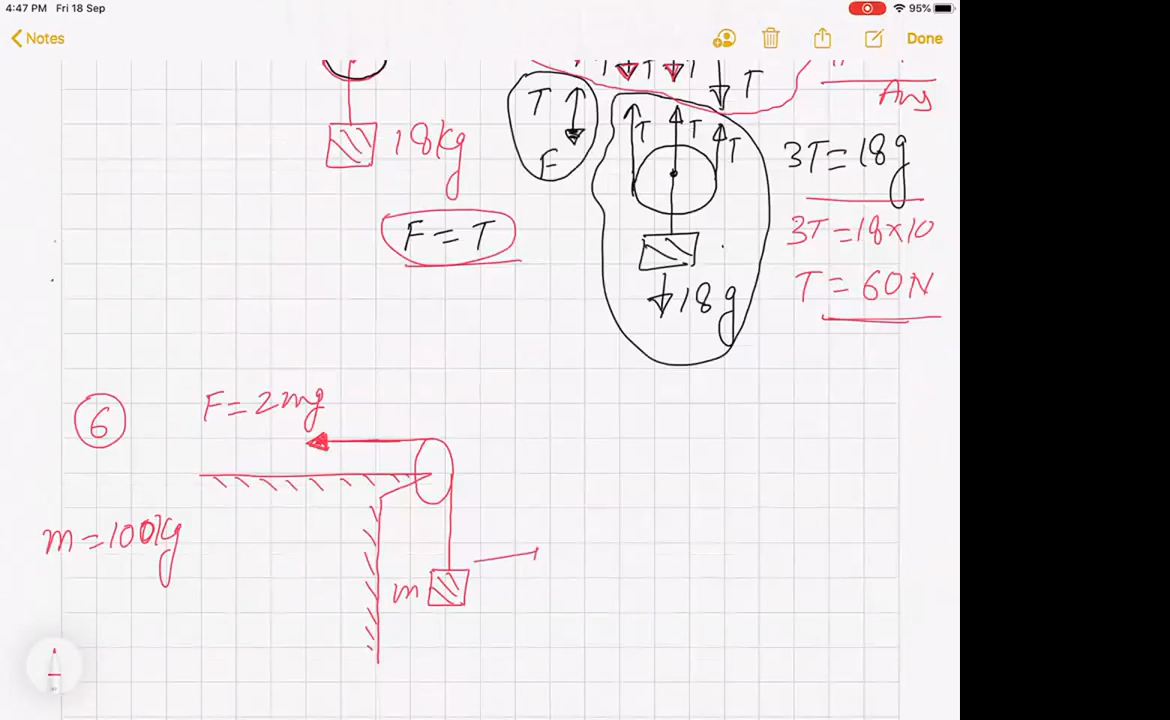 4:47 PM Fri 18 Sep
95%
Notes
Done
T T T
Ans
T
F
T T T
3T = 18g
18kg
F = T
3T = 18×10
T = 60N
18g
6
F = 2mg
m = 100kg
m